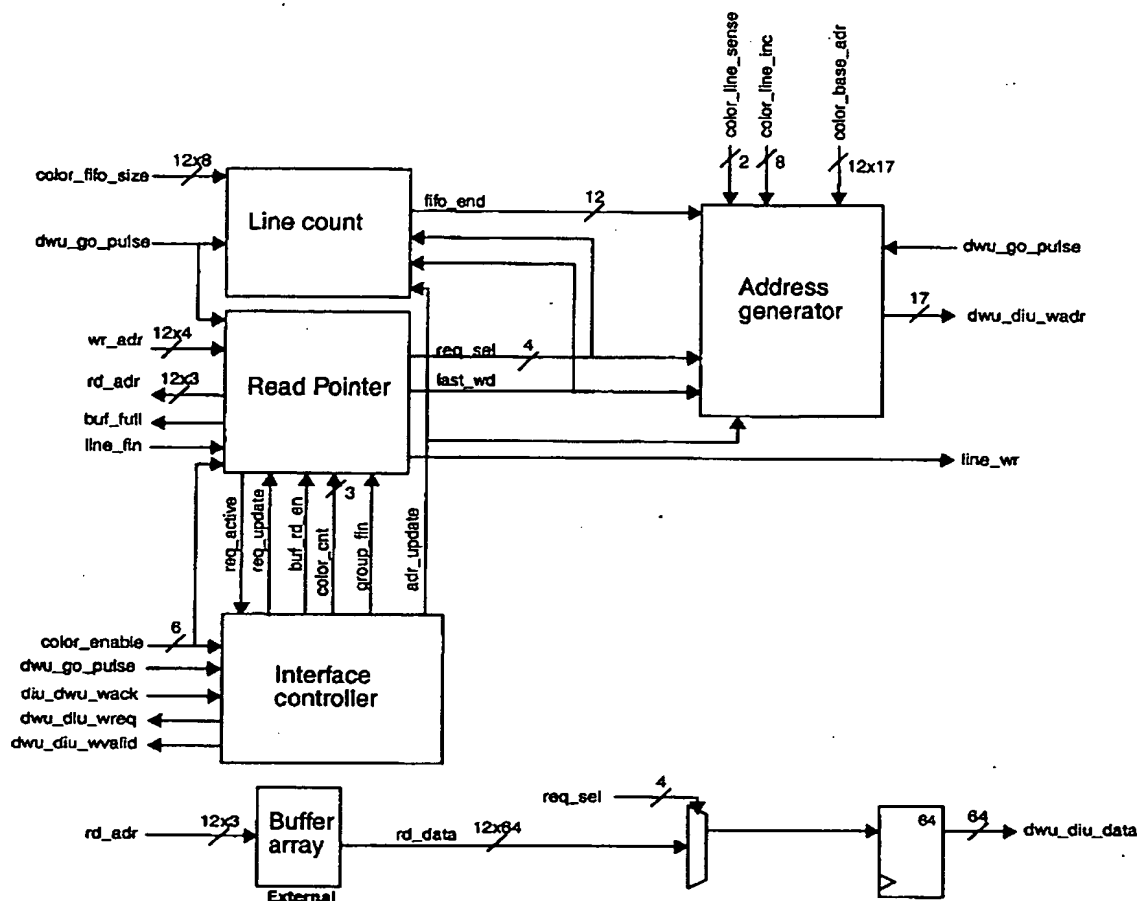 color_line_sense
color_line_inc
color_base_adr
2
8
12x17
color_fifo_size
12x8
Line count
fifo_end
12
dwu_go_pulse
dwu_go_pulse
Address
generator
17
dwu_diu_wadr
wr_adr
12x4
rd_adr
12x3
buf_full
line_fin
Read Pointer
req_sel
4
last_wd
line_wr
req_active
req_update
buf_rd_en
color_cnt
3
group_fin
adr_update
color_enable
6
dwu_go_pulse
diu_dwu_wack
dwu_diu_wreq
dwu_diu_wvalid
Interface
controller
rd_adr
12x3
Buffer
array
External
rd_data
12x64
req_sel
4
64
64
dwu_diu_data